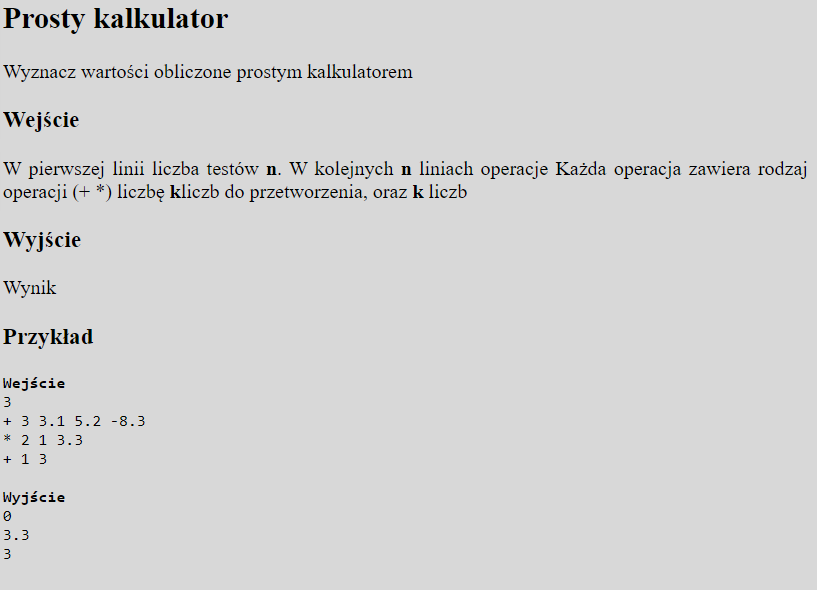 Prosty kalkulator
Wyznacz wartości obliczone prostym kalkulatorem
Wejście
W pierwszej linii liczba testów n. W kolejnych n liniach operacje Każda operacja zawiera rodzaj
operacji (+ *) liczbę kliczb do przetworzenia, oraz k liczb
Wyjście
Wynik
Przykład
Wejście
3
+ 3 3.1 5.2 -8.3
* 2 1 3.3
+ 1 3
Wyjście
0
3.3
3